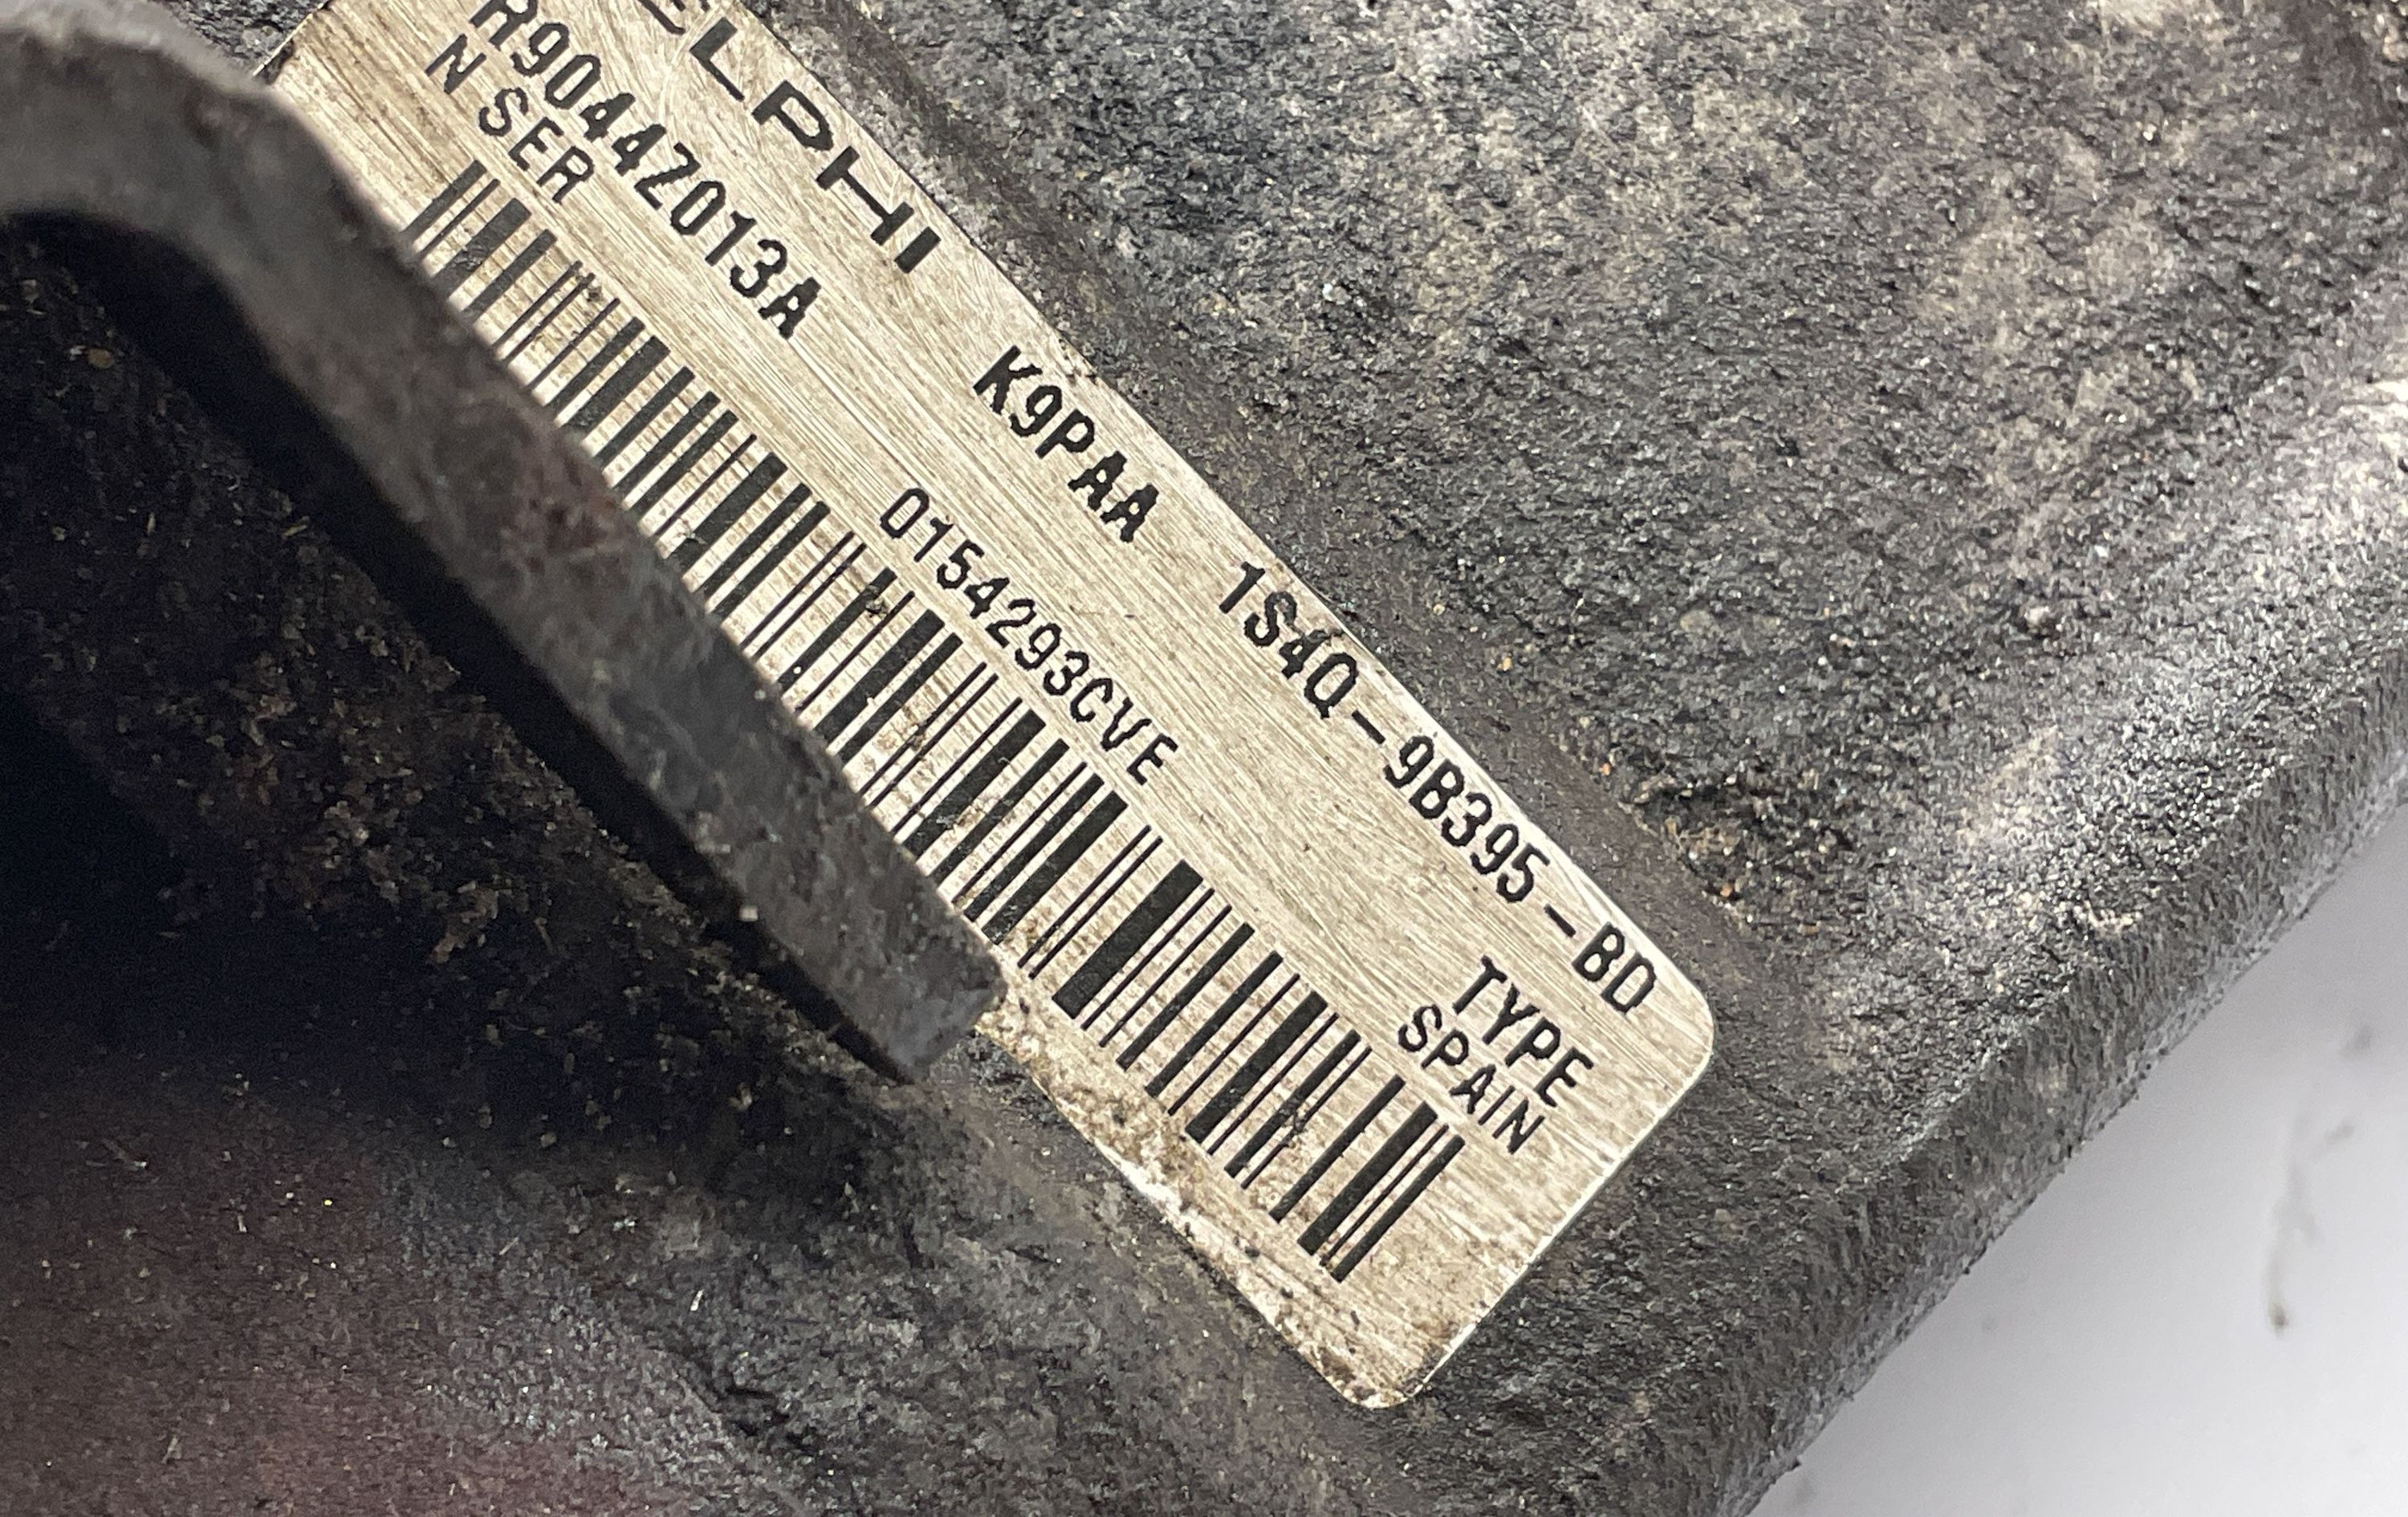 ELPHI K9PAA 1S4Q-9B395-BD
R9044Z013A TYPE
N SER 0154293CVE SPAIN